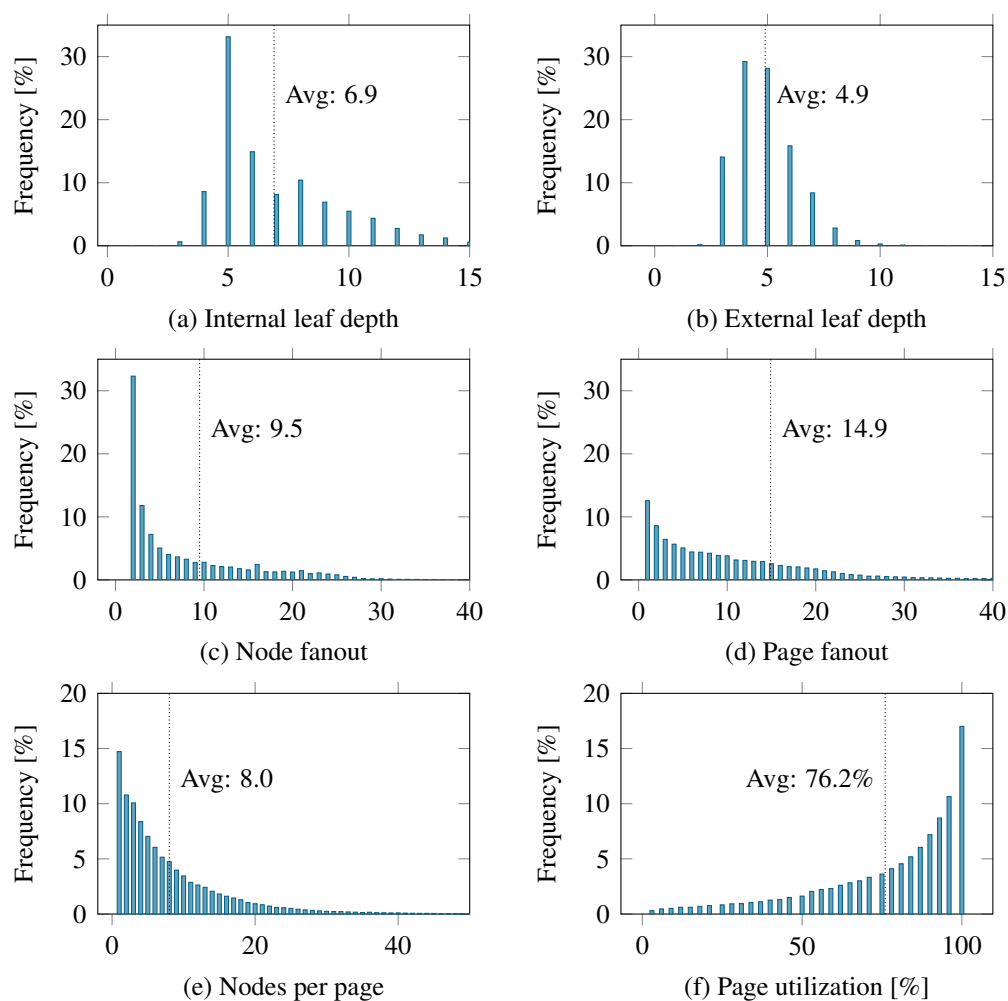 Frequency [%]
30
20
10
0
Avg: 6.9
0 5 10 15
(a) Internal leaf depth
Frequency [%]
30
20
10
0
Avg: 4.9
0 5 10 15
(b) External leaf depth
Frequency [%]
30
20
10
0
Avg: 9.5
0 10 20 30 40
(c) Node fanout
Frequency [%]
30
20
10
0
Avg: 14.9
0 10 20 30 40
(d) Page fanout
Frequency [%]
20
15
10
5
0
Avg: 8.0
0 20 40
(e) Nodes per page
Frequency [%]
20
15
10
5
0
Avg: 76.2%
0 50 100
(f) Page utilization [%]